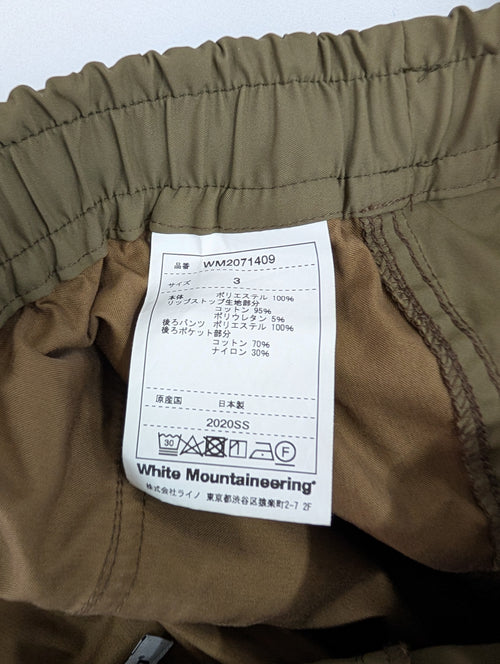 品番 WM2071409
サイズ 3
本体 ポリエステル 100%
リップストップ生地部分
コットン 95%
ポリウレタン 5%
後ろパンツ ポリエステル 100%
後ろポケット部分
コットン 70%
ナイロン 30%
原産国 日本製
2020SS
30 F
White Mountaineering®
株式会社ライノ 東京都渋谷区猿楽町2-7 2F